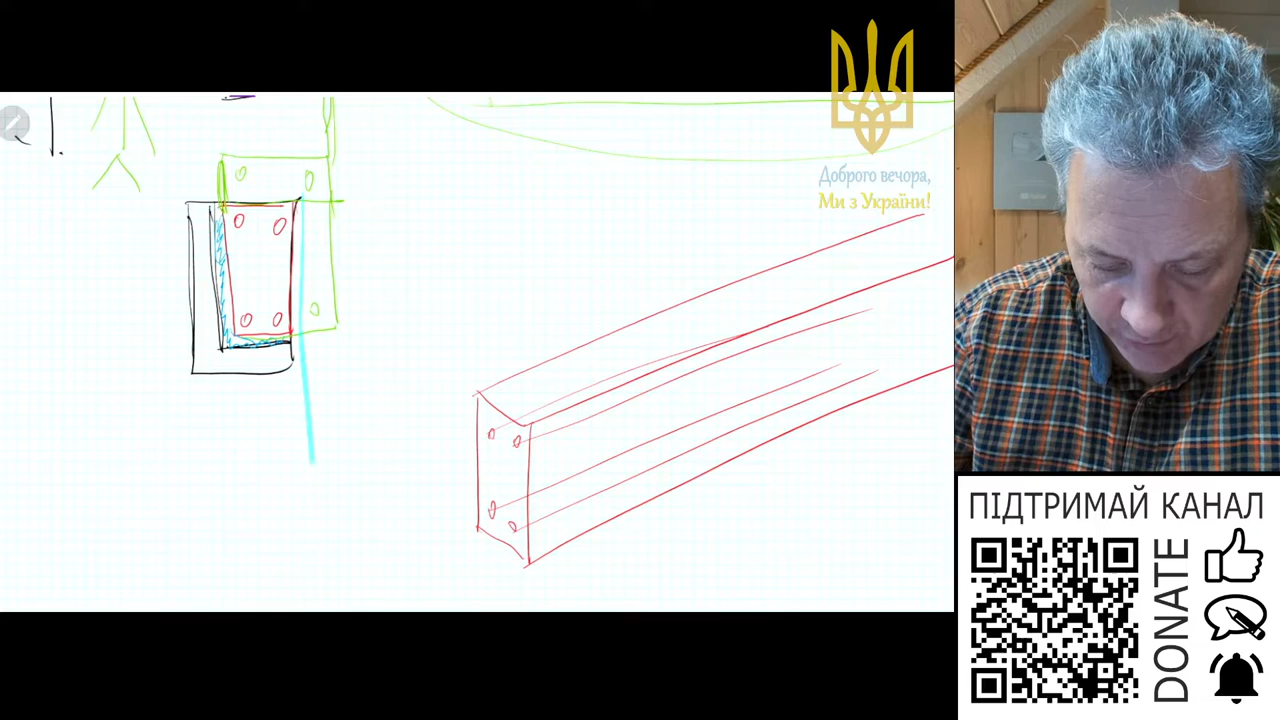 Доброго вечора,
Ми з України!
ПІДТРИМАЙ КАНАЛ
DONATE